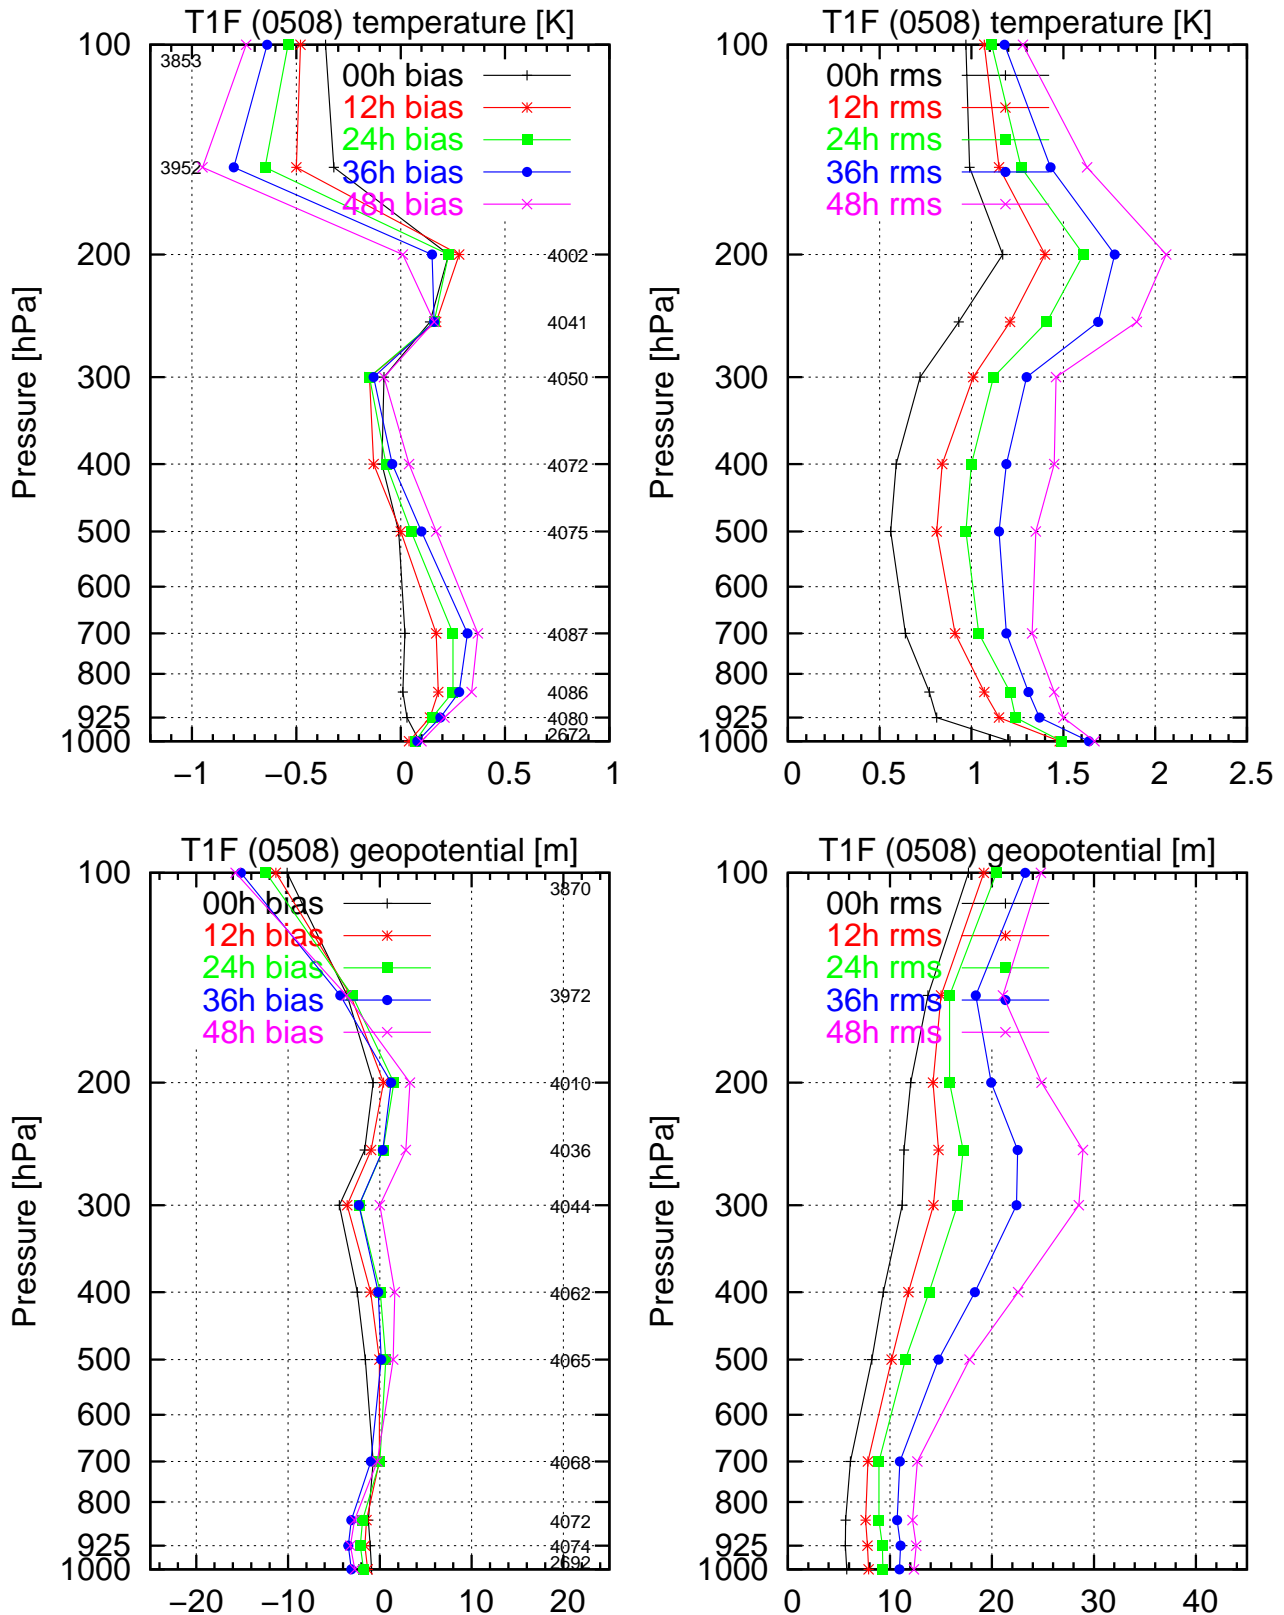 T1F (0508) temperature [K]
100
200
300
400
500
600
700
800
925
1000
Pressure [hPa]
−1
−0.5
0
0.5
1
00h bias
12h bias
24h bias
36h bias
48h bias
3853
3952
4002
4041
4050
4072
4075
4087
4086
4080
2672
T1F (0508) temperature [K]
100
200
300
400
500
600
700
800
925
1000
Pressure [hPa]
0
0.5
1
1.5
2
2.5
00h rms
12h rms
24h rms
36h rms
48h rms
T1F (0508) geopotential [m]
100
200
300
400
500
600
700
800
925
1000
Pressure [hPa]
−20
−10
0
10
20
00h bias
12h bias
24h bias
36h bias
48h bias
3870
3972
4010
4036
4044
4062
4065
4068
4072
4074
2692
T1F (0508) geopotential [m]
100
200
300
400
500
600
700
800
925
1000
Pressure [hPa]
0
10
20
30
40
00h rms
12h rms
24h rms
36h rms
48h rms